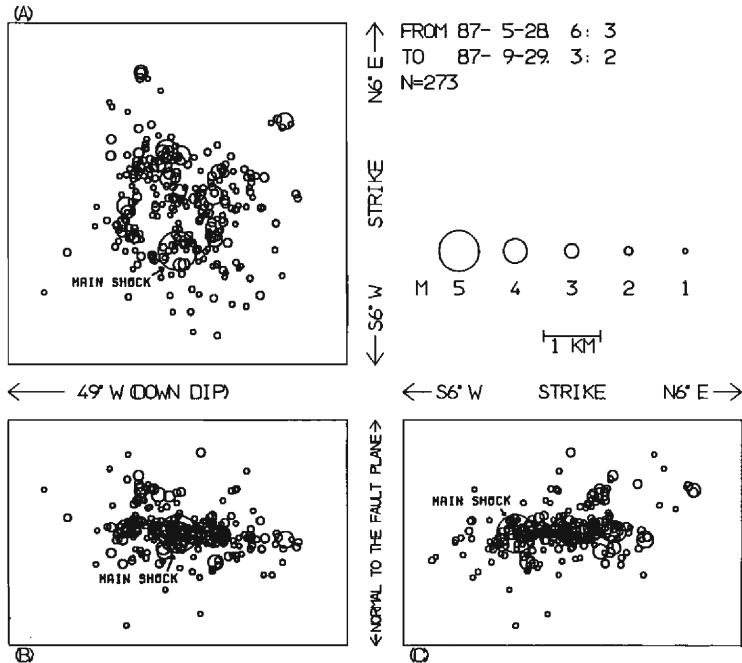 (A)
FROM 87- 5-28. 6: 3
TO 87- 9-29. 3: 2
N=273
N6°E
STRIKE
S6°W
MAIN SHOCK
M 5 4 3 2 1
1 KM
49°W (DOWN DIP)
S6°W STRIKE N6°E
NORMAL TO THE FAULT PLANE
MAIN SHOCK
MAIN SHOCK
(B)
(C)